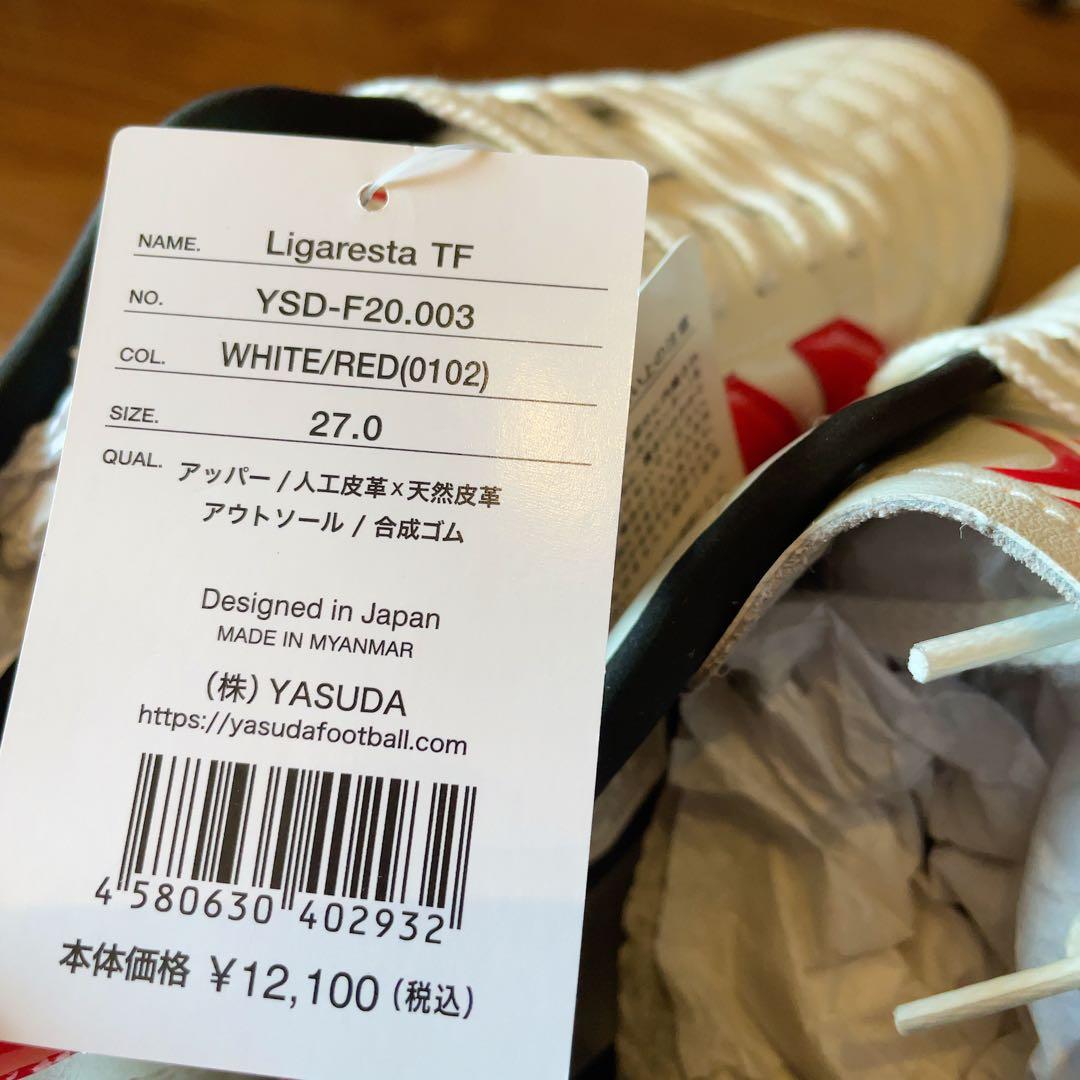 NAME. Ligaresta TF
NO. YSD-F20.003
COL. WHITE/RED(0102)
SIZE. 27.0
QUAL. アッパー / 人工皮革x天然皮革
アウトソール / 合成ゴム
Designed in Japan
MADE IN MYANMAR
(株) YASUDA
https://yasudafootball.com
4 580630 402932
本体価格 ¥12,100 (税込)